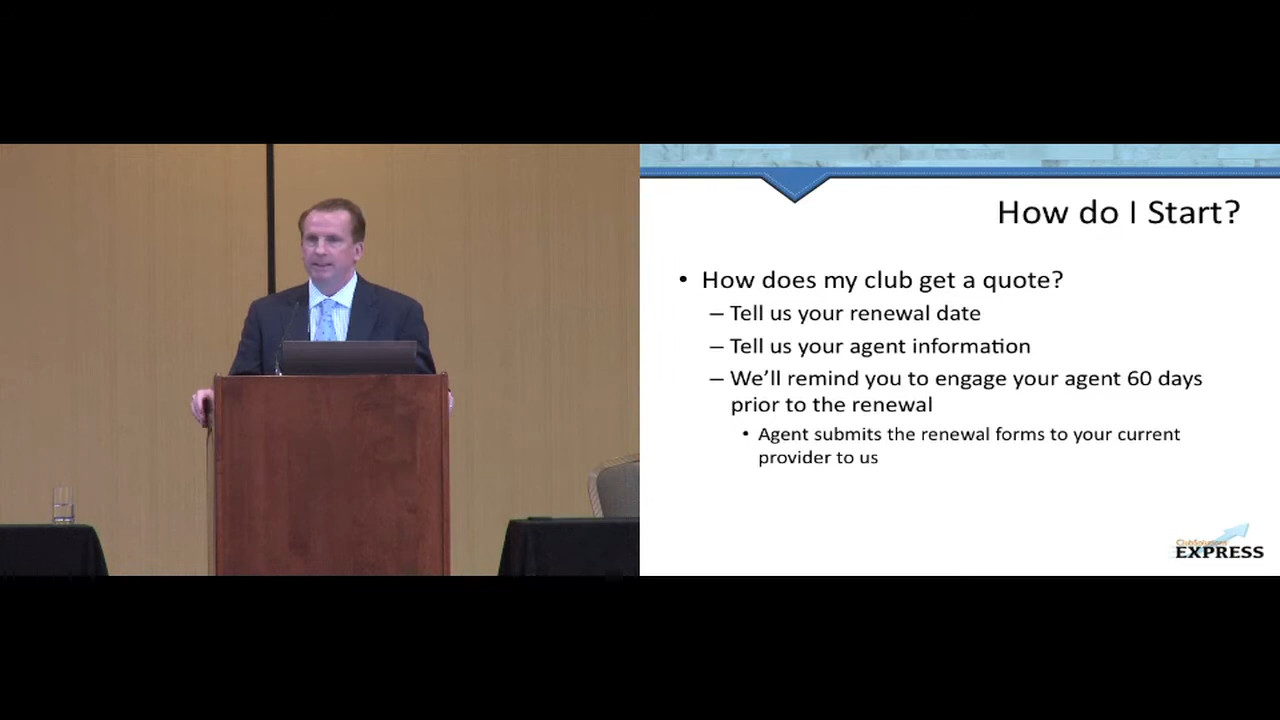 How do I Start?
• How does my club get a quote?
– Tell us your renewal date
– Tell us your agent information
– We’ll remind you to engage your agent 60 days
prior to the renewal
• Agent submits the renewal forms to your current
provider to us
ClubSolutions
EXPRESS